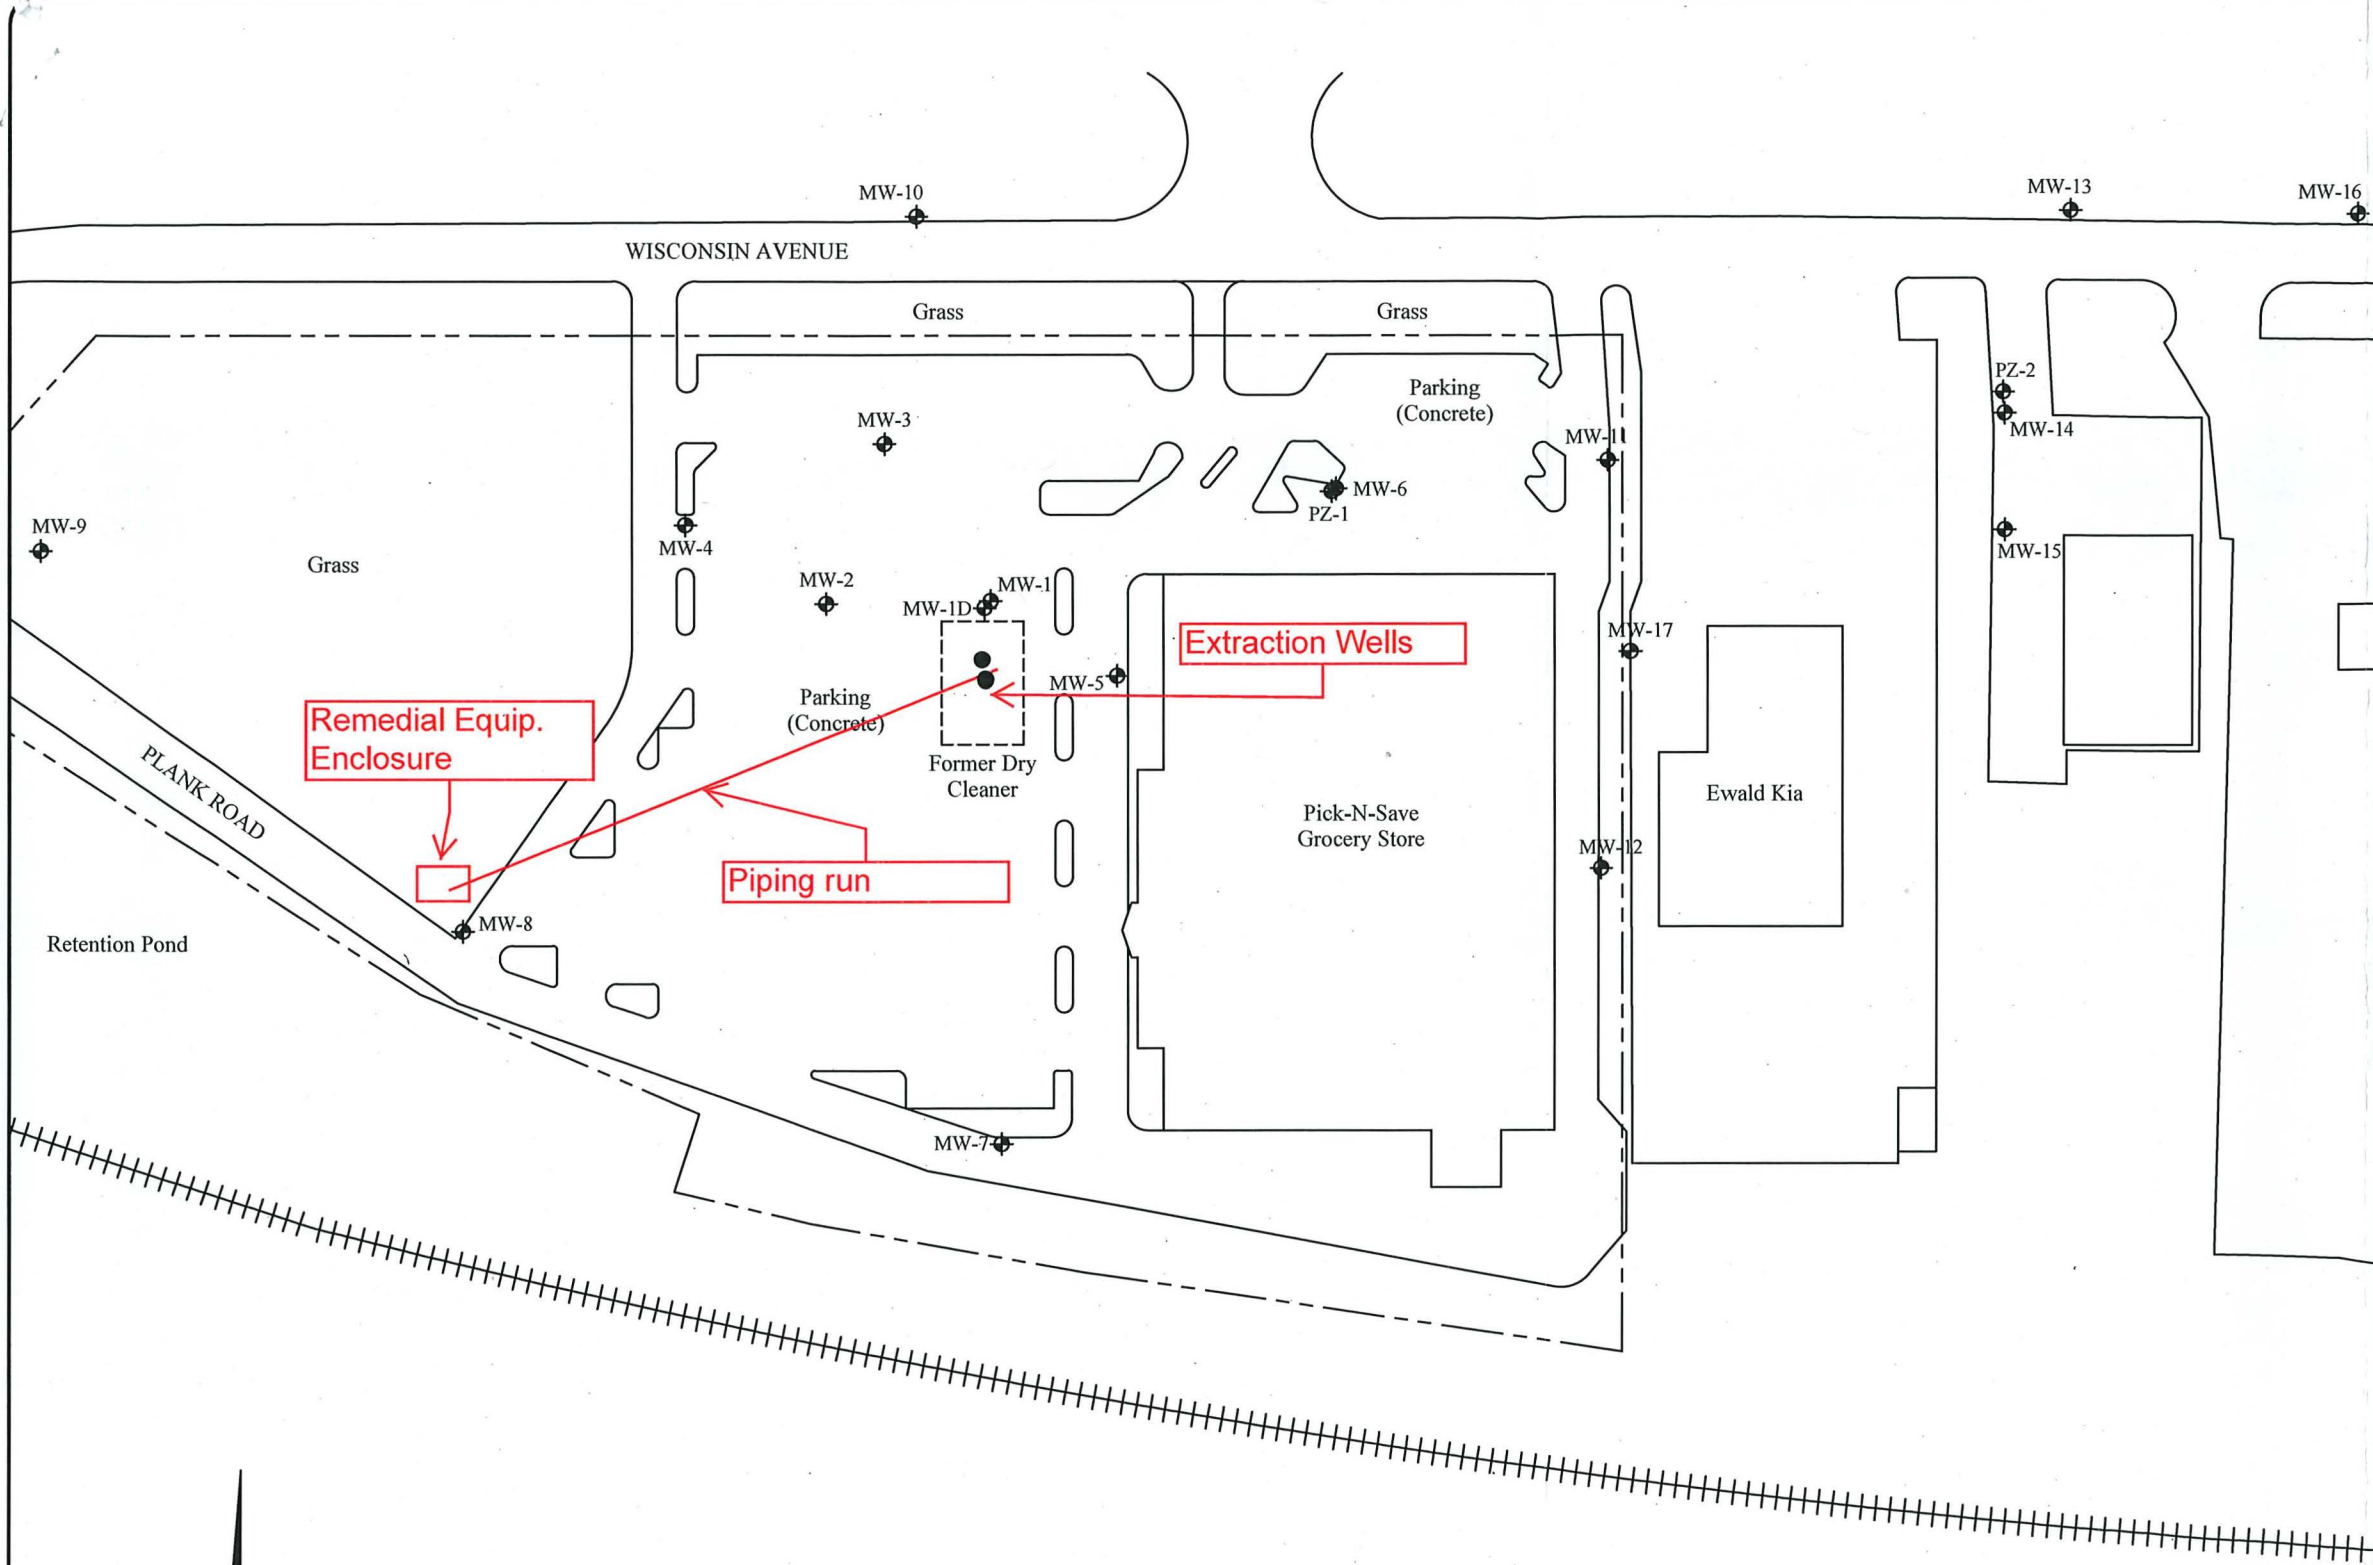 MW-10
MW-13
MW-16
WISCONSIN AVENUE
Grass
Grass
PZ-2
Parking
(Concrete)
MW-3
MW-14
MW-11
MW-6
PZ-1
MW-9
MW-4
MW-15
Grass
MW-2
MW-1
MW-1D
MW-17
Extraction Wells
MW-5
Parking
(Concrete)
Remedial Equip.
Enclosure
PLANK ROAD
Former Dry
Cleaner
Ewald Kia
Pick-N-Save
Grocery Store
MW-12
Piping run
MW-8
Retention Pond
MW-7